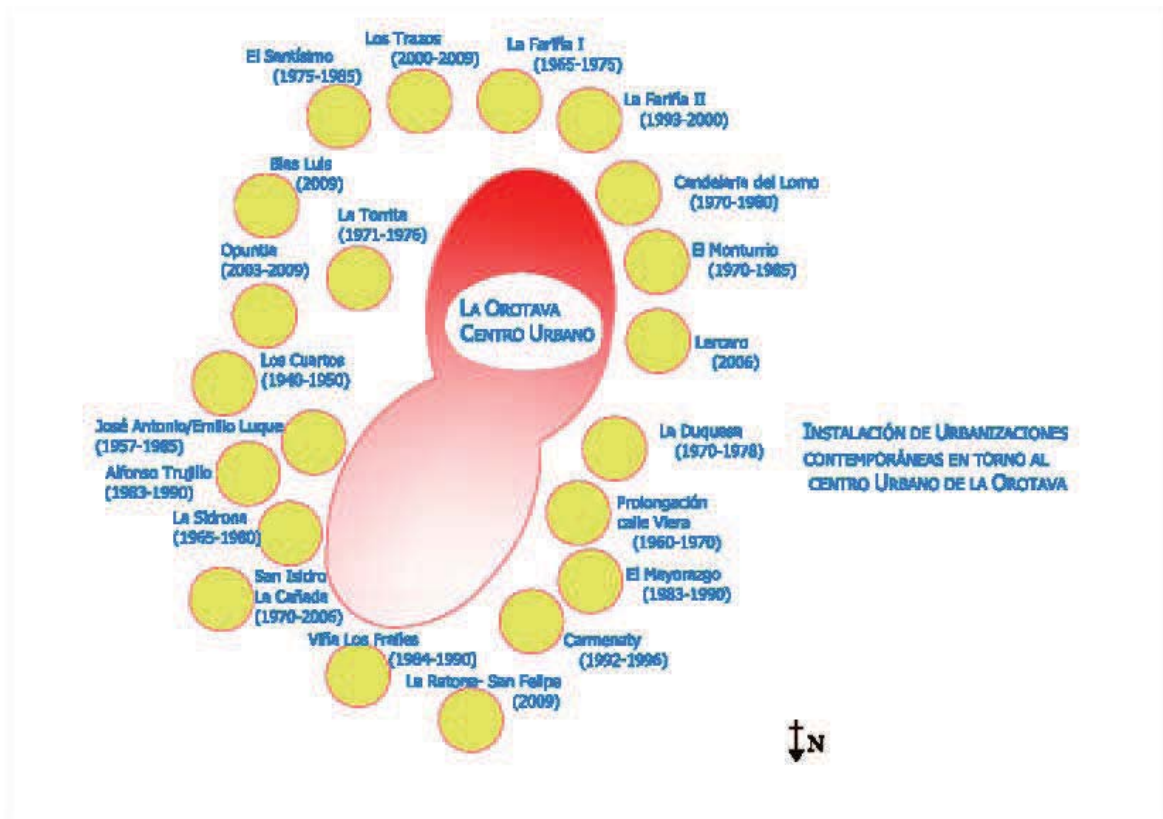 Los Trazos
(2000-2009)
La Fariña I
(1965-1975)
El Santísimo
(1975-1985)
La Fariña II
(1993-2000)
Blas Luis
(2009)
Candelaria del Lomo
(1970-1980)
La Torrita
(1971-1976)
Opuntia
(2003-2009)
El Monturrio
(1970-1985)
LA OROTAVA
CENTRO URBANO
Lercaro
(2006)
Los Cuartos
(1940-1950)
José Antonio/Emilio Luque
(1957-1985)
La Duquesa
(1970-1978)
INSTALACIÓN DE URBANIZACIONES
CONTEMPORÁNEAS EN TORNO AL
CENTRO URBANO DE LA OROTAVA
Alfonso Trujillo
(1983-1990)
Prolongación
calle Viera
(1960-1970)
La Sidrona
(1965-1980)
El Mayorazgo
(1983-1990)
San Isidro
La Cañada
(1970-2006)
Carmenaty
(1992-1996)
Viña Los Frailes
(1984-1990)
La Ratona- San Felipe
(2009)
N